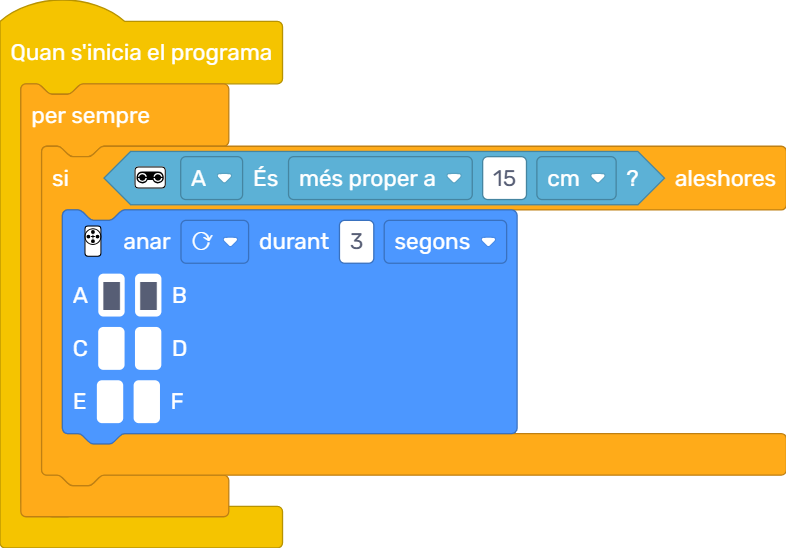 Quan s'inicia el programa
per sempre
si A És més proper a 15 cm ? aleshores
anar durant 3 segons
A B
C D
E F